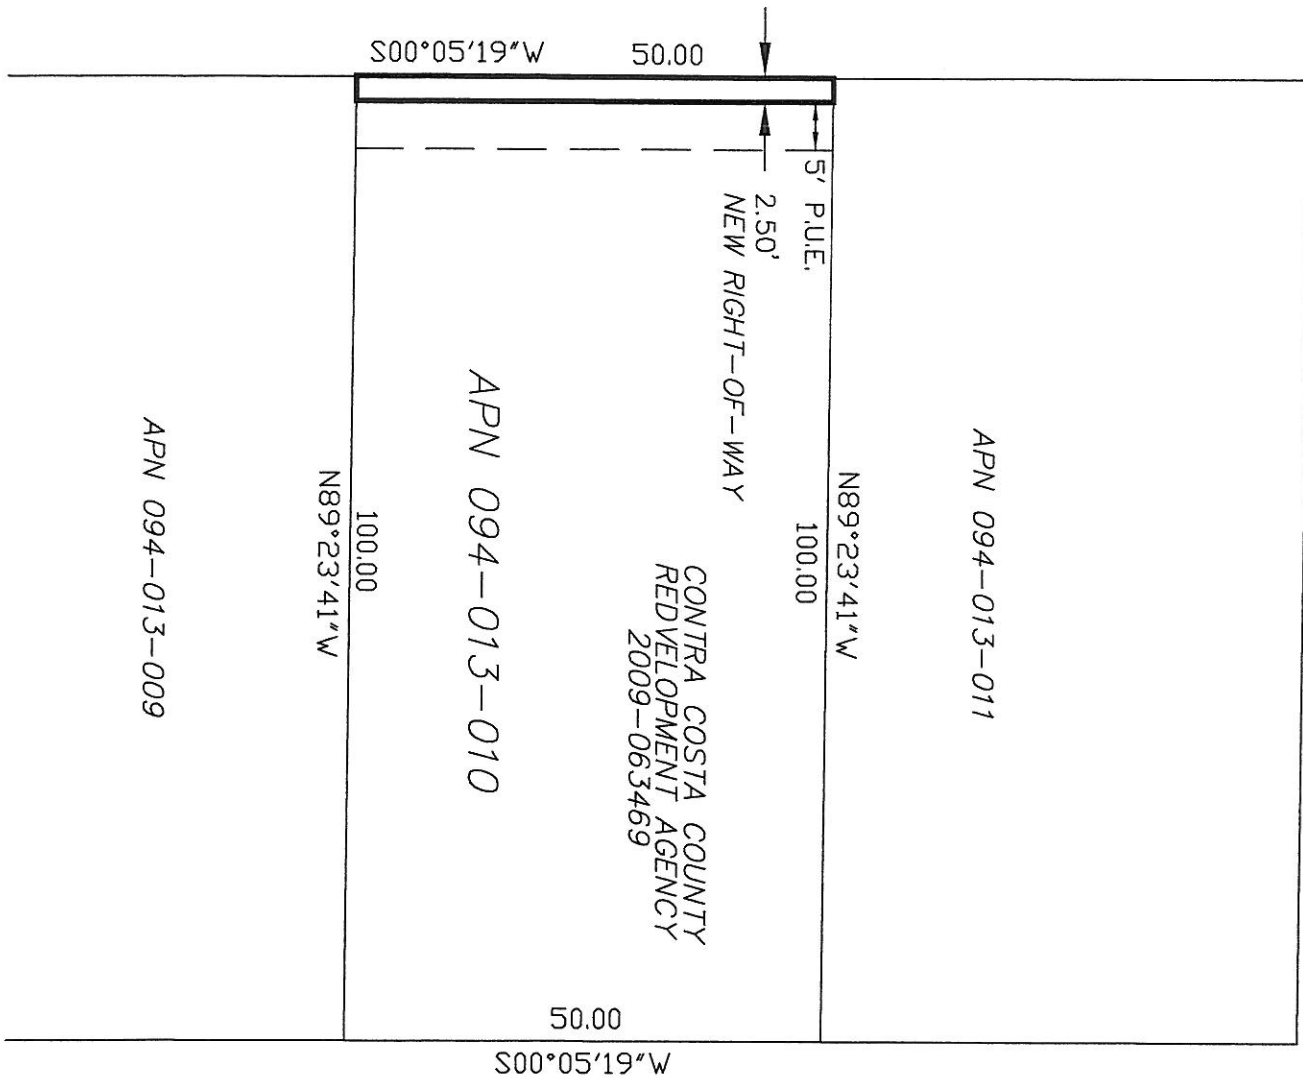 S00°05'19"W
50.00
5' P.U.E.
2.50'
NEW RIGHT-OF-WAY
APN 094-013-011
N89°23'41"W
100.00
CONTRA COSTA COUNTY
REDVELOPMENT AGENCY
2009-063469
APN 094-013-010
100.00
N89°23'41"W
APN 094-013-009
50.00
S00°05'19"W